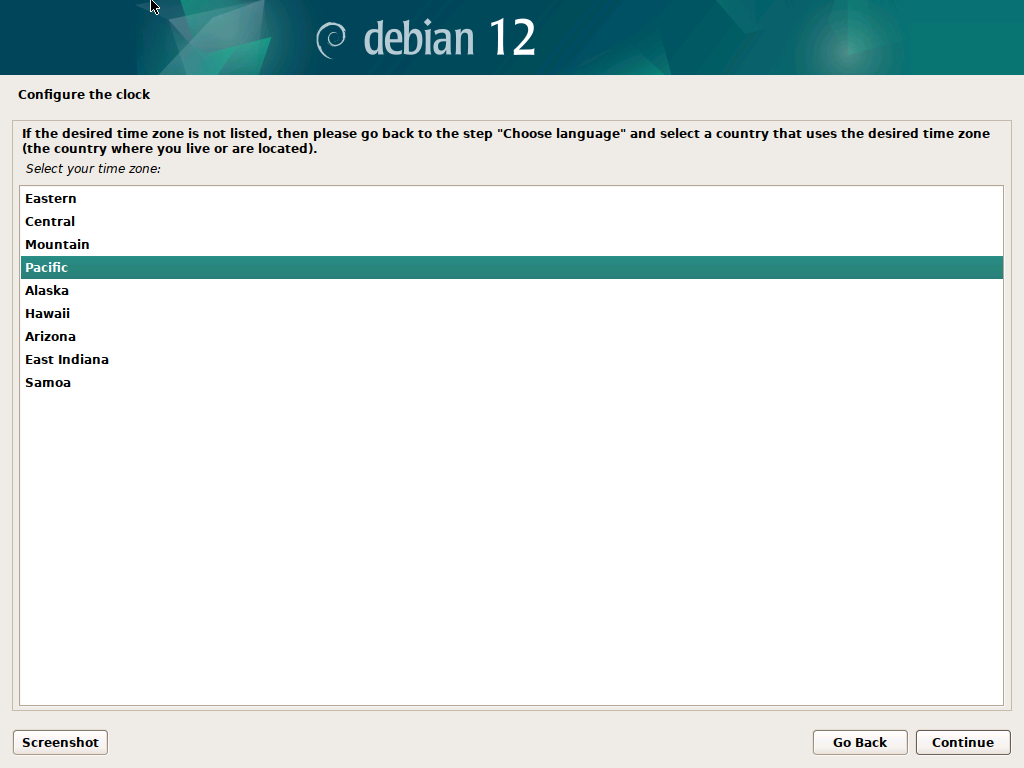 debian 12
Configure the clock
If the desired time zone is not listed, then please go back to the step "Choose language" and select a country that uses the desired time zone
(the country where you live or are located).
Select your time zone:
Eastern
Central
Mountain
Pacific
Alaska
Hawaii
Arizona
East Indiana
Samoa
Screenshot
Go Back
Continue